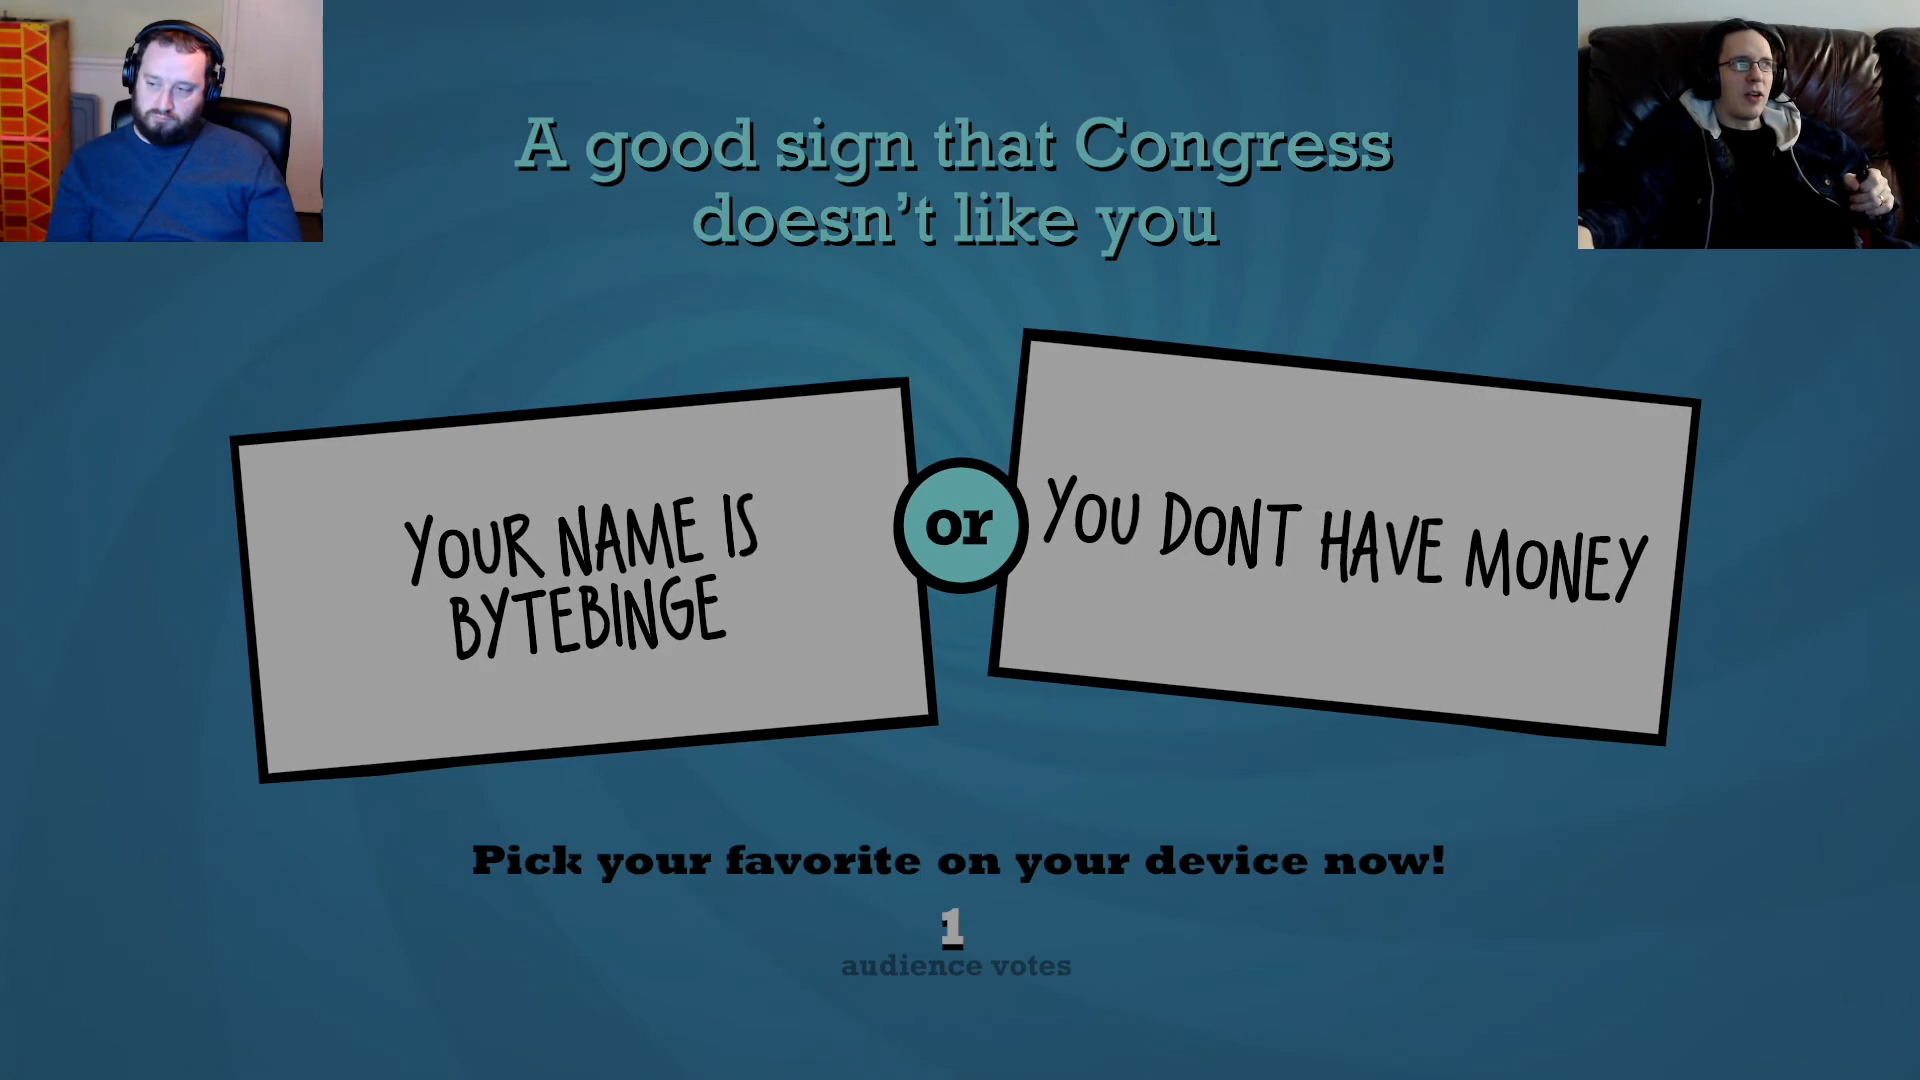 A good sign that Congress
doesn't like you
YOUR NAME IS
BYTEBINGE
or
YOU DONT HAVE MONEY
Pick your favorite on your device now!
1
audience votes